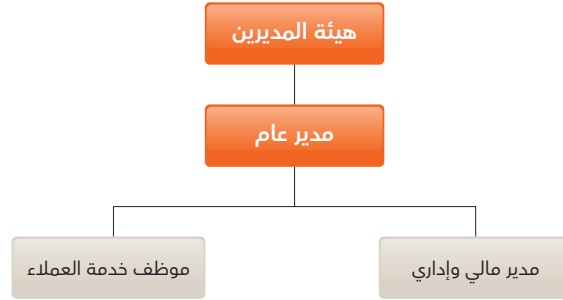 هيئة المديرين
مدير عام
مدير مالي وإداري
موظف خدمة العملاء